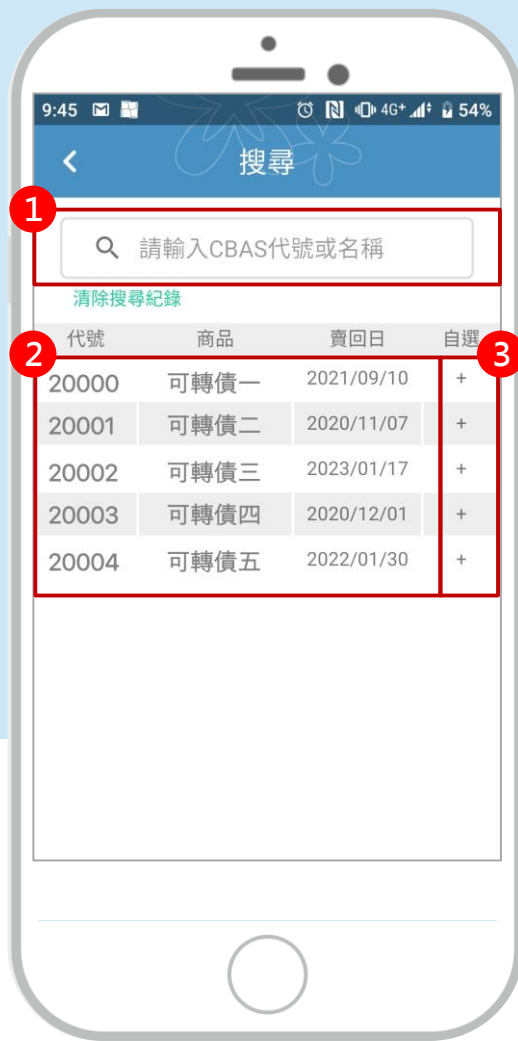 9:45 4G+ 54%
搜尋
1
請輸入CBAS代號或名稱
清除搜尋紀錄
2 代號 商品 賣回日 自選 3
20000 可轉債一 2021/09/10 +
20001 可轉債二 2020/11/07 +
20002 可轉債三 2023/01/17 +
20003 可轉債四 2020/12/01 +
20004 可轉債五 2022/01/30 +